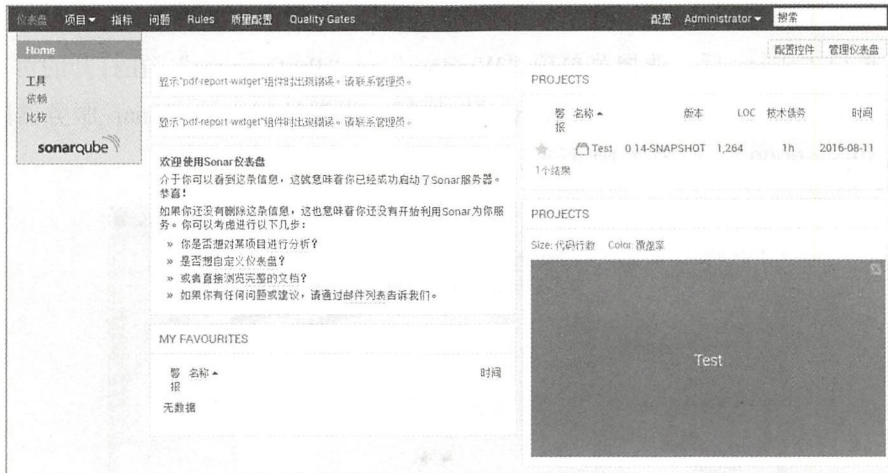 仪表盘 项目 指标 问题 Rules 质量配置 Quality Gates 配置 Administrator 搜索
Home
配置控件 管理仪表盘
工具
依赖
比较
sonarqube
显示"pdf-report-widget"组件时出现错误。请联系管理员。
显示"pdf-report-widget"组件时出现错误。请联系管理员。
欢迎使用Sonar仪表盘
介于你可以看到这条信息，这就意味着你已经成功启动了Sonar服务器。
恭喜！
如果你还没有删除这条信息，这也意味着你还没有开始利用Sonar为你服
务。你可以考虑进行以下几步：
» 你是否想对某项目进行分析？
» 是否想自定义仪表盘？
» 或者直接浏览完整的文档？
» 如果你有任何问题或建议，请通过邮件列表告诉我们。
MY FAVOURITES
警报 名称 时间
无数据
PROJECTS
警报 名称 版本 LOC 技术债务 时间
Test 0.14-SNAPSHOT 1,264 1h 2016-08-11
1个结果
PROJECTS
Size: 代码行数 Color: 覆盖率
Test